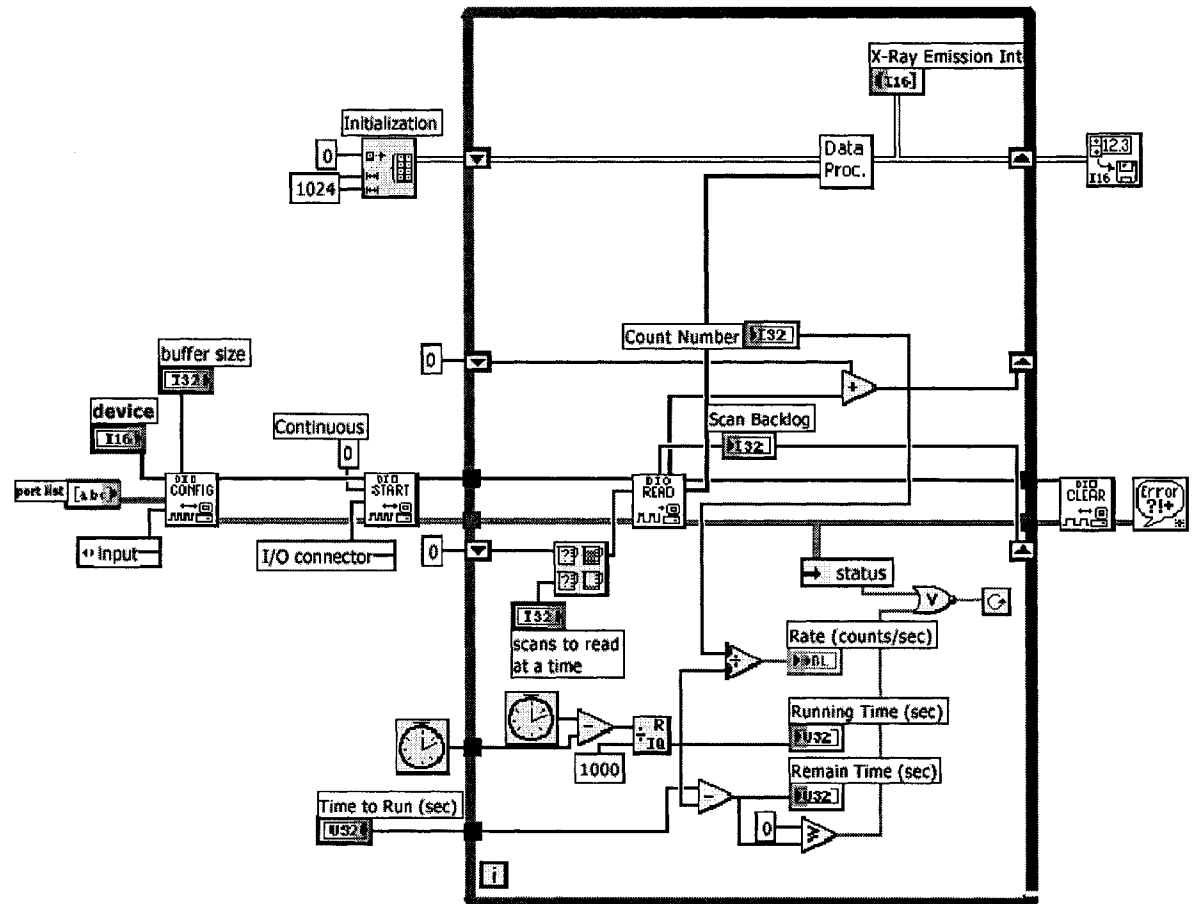 X-Ray Emission Int
I16
Initialization
0
1024
Data
Proc.
12.3
I16
Count Number
I32
buffer size
I32
0
device
I16
Continuous
0
Scan Backlog
I32
port list
abc
DIO
CONFIG
DIO
START
DIO
READ
DIO
CLEAR
Error
?!+
Input
I/O connector
0
?
?
status
V
I32
scans to read
at a time
Rate (counts/sec)
DBL
R
IQ
1000
Running Time (sec)
U32
Remain Time (sec)
U32
Time to Run (sec)
U32
0
i